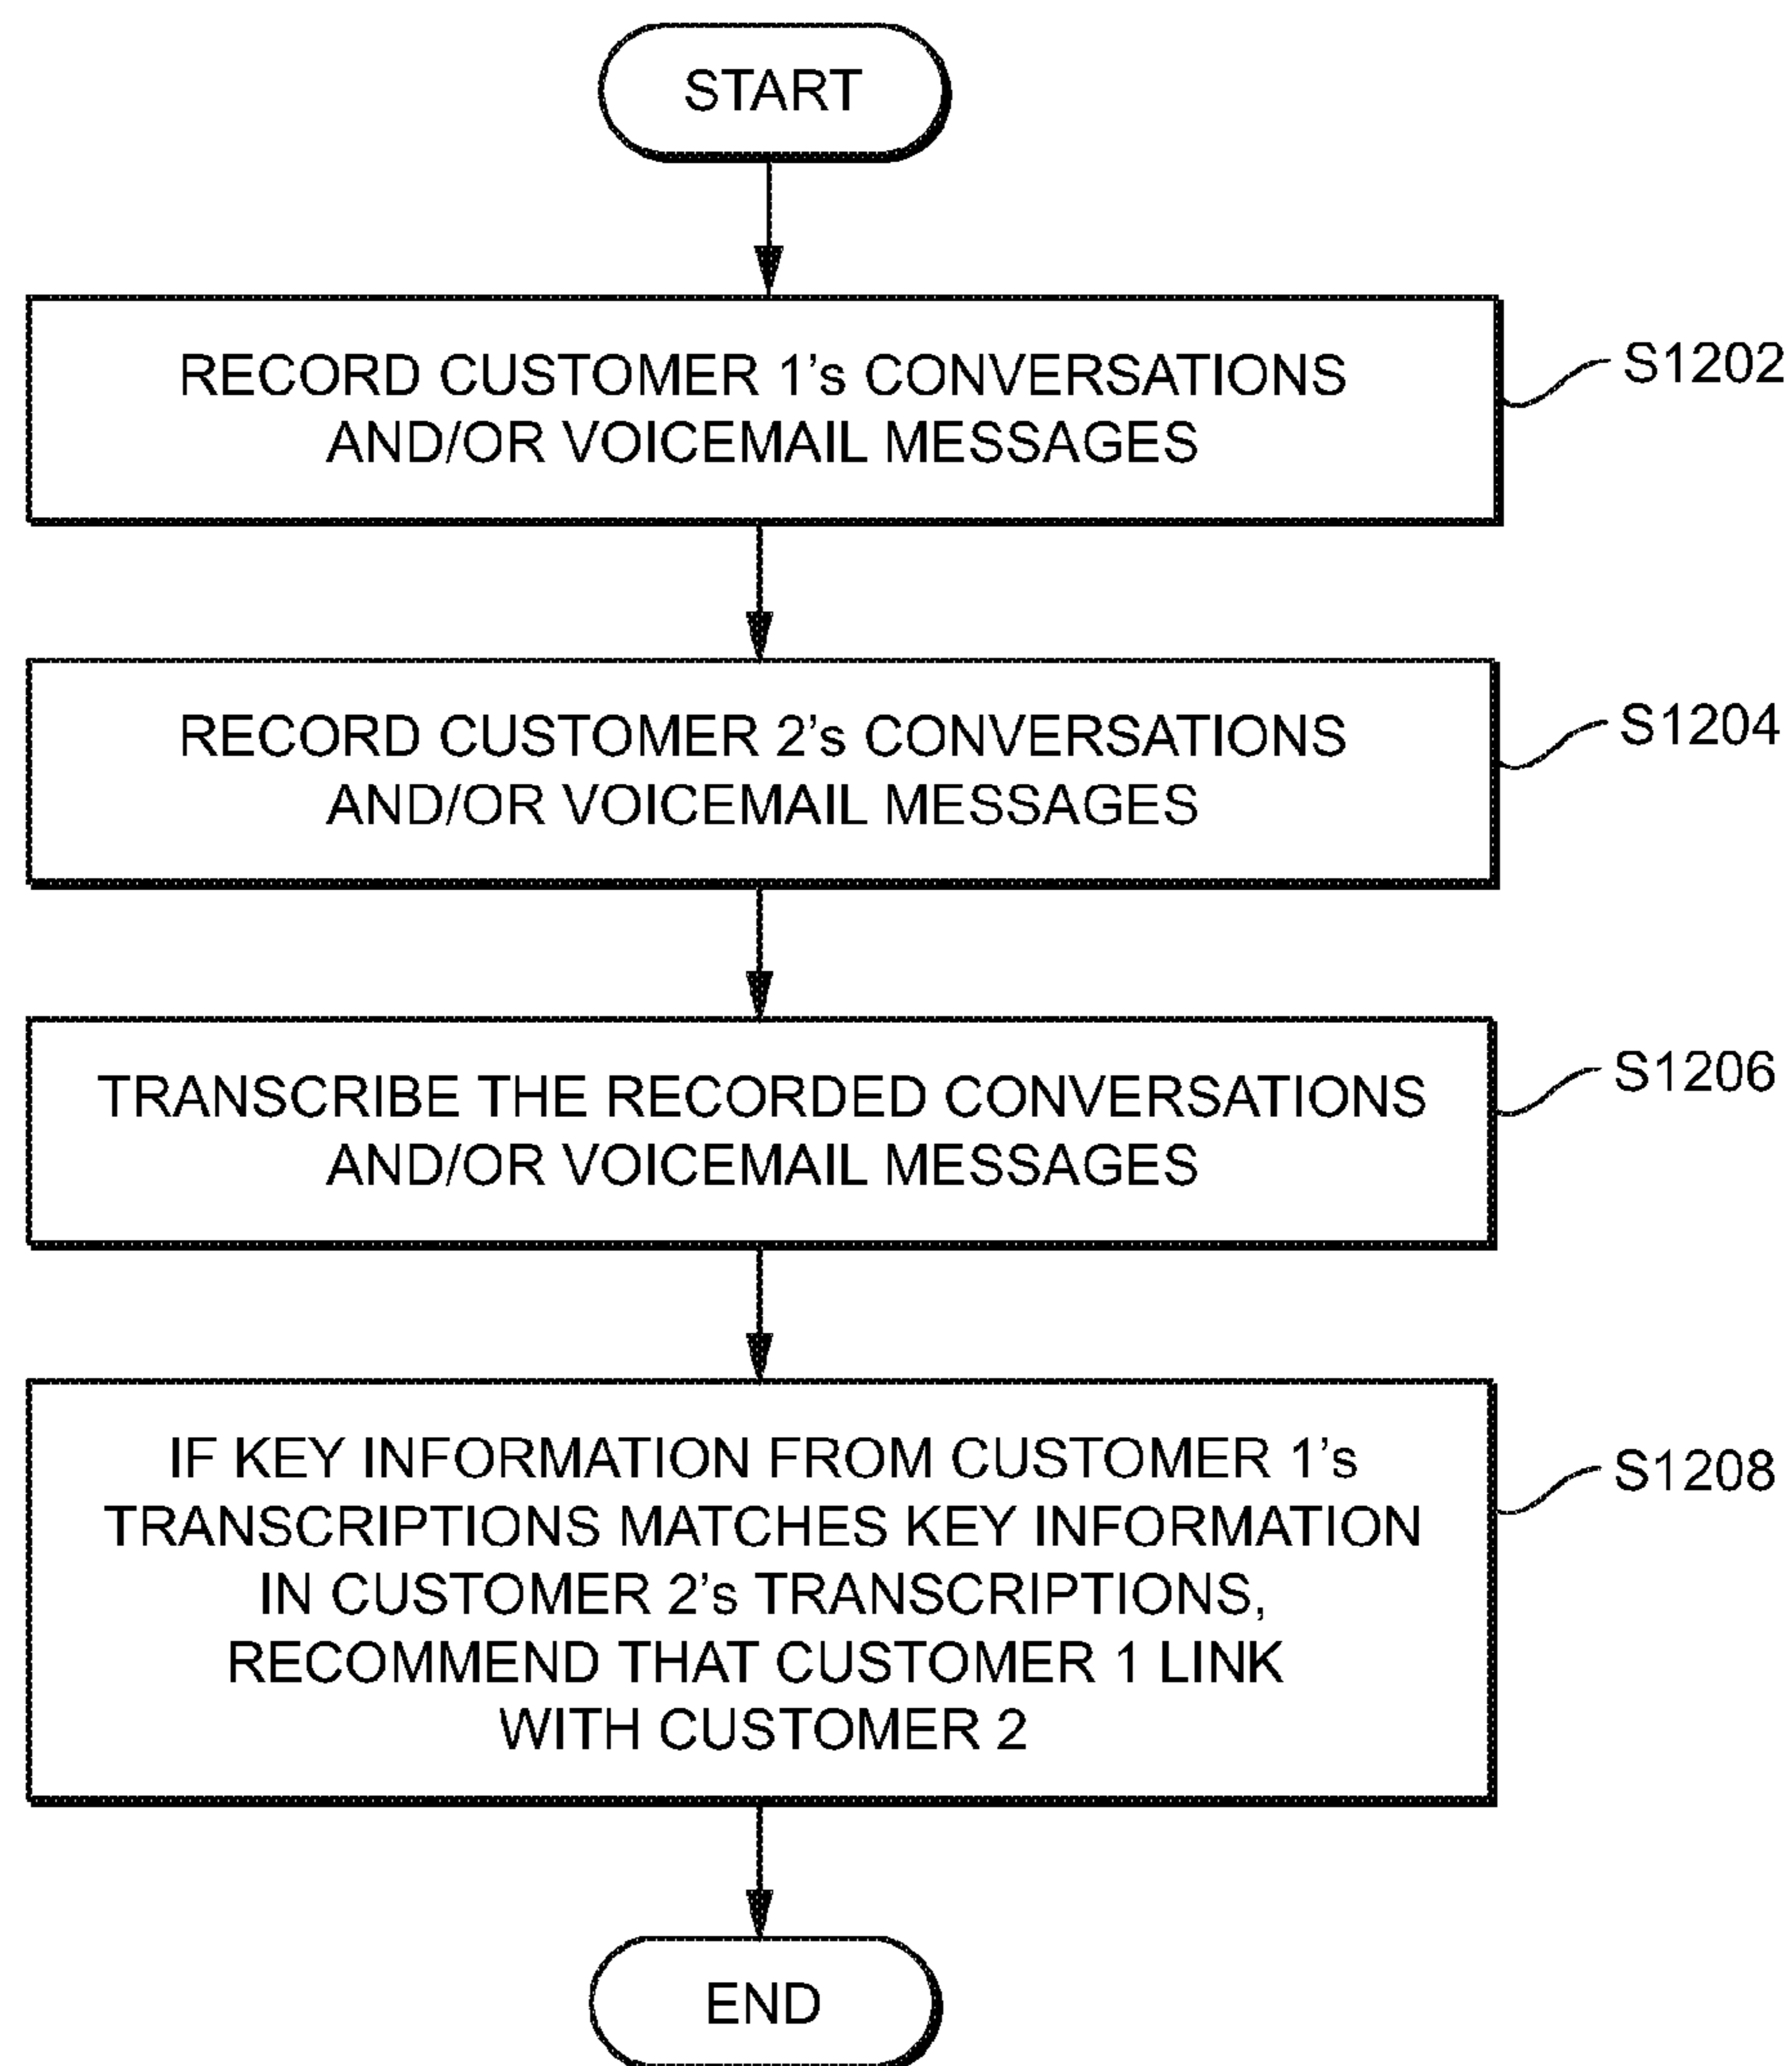 START
RECORD CUSTOMER 1's CONVERSATIONS
AND/OR VOICEMAIL MESSAGES
S1202
RECORD CUSTOMER 2's CONVERSATIONS
AND/OR VOICEMAIL MESSAGES
S1204
TRANSCRIBE THE RECORDED CONVERSATIONS
AND/OR VOICEMAIL MESSAGES
S1206
IF KEY INFORMATION FROM CUSTOMER 1's
TRANSCRIPTIONS MATCHES KEY INFORMATION
IN CUSTOMER 2's TRANSCRIPTIONS,
RECOMMEND THAT CUSTOMER 1 LINK
WITH CUSTOMER 2
S1208
END